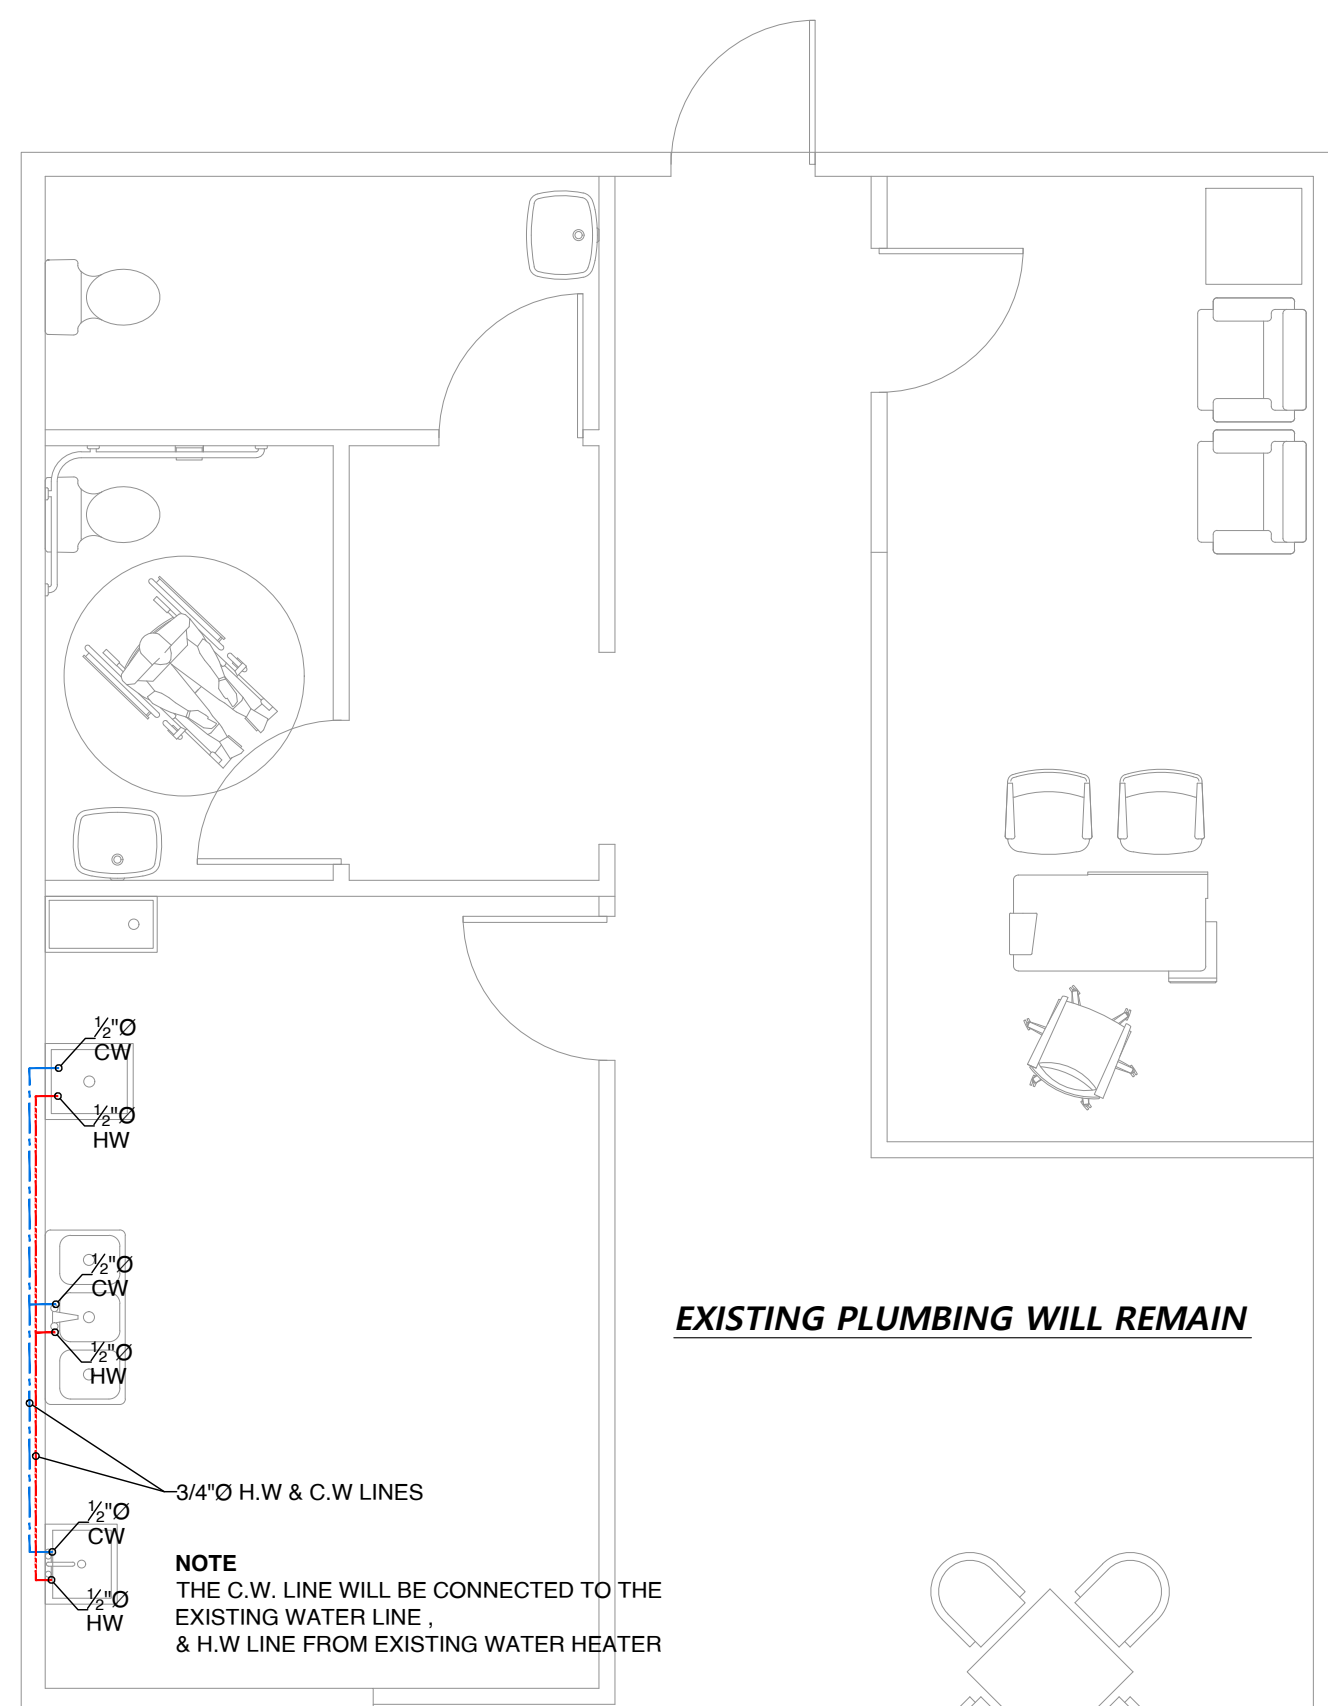 ½"Ø
CW
½"Ø
HW
½"Ø
CW
½"Ø
HW
EXISTING PLUMBING WILL REMAIN
3/4"Ø H.W & C.W LINES
½"Ø
CW
½"Ø
HW
NOTE
THE C.W. LINE WILL BE CONNECTED TO THE
EXISTING WATER LINE ,
& H.W LINE FROM EXISTING WATER HEATER